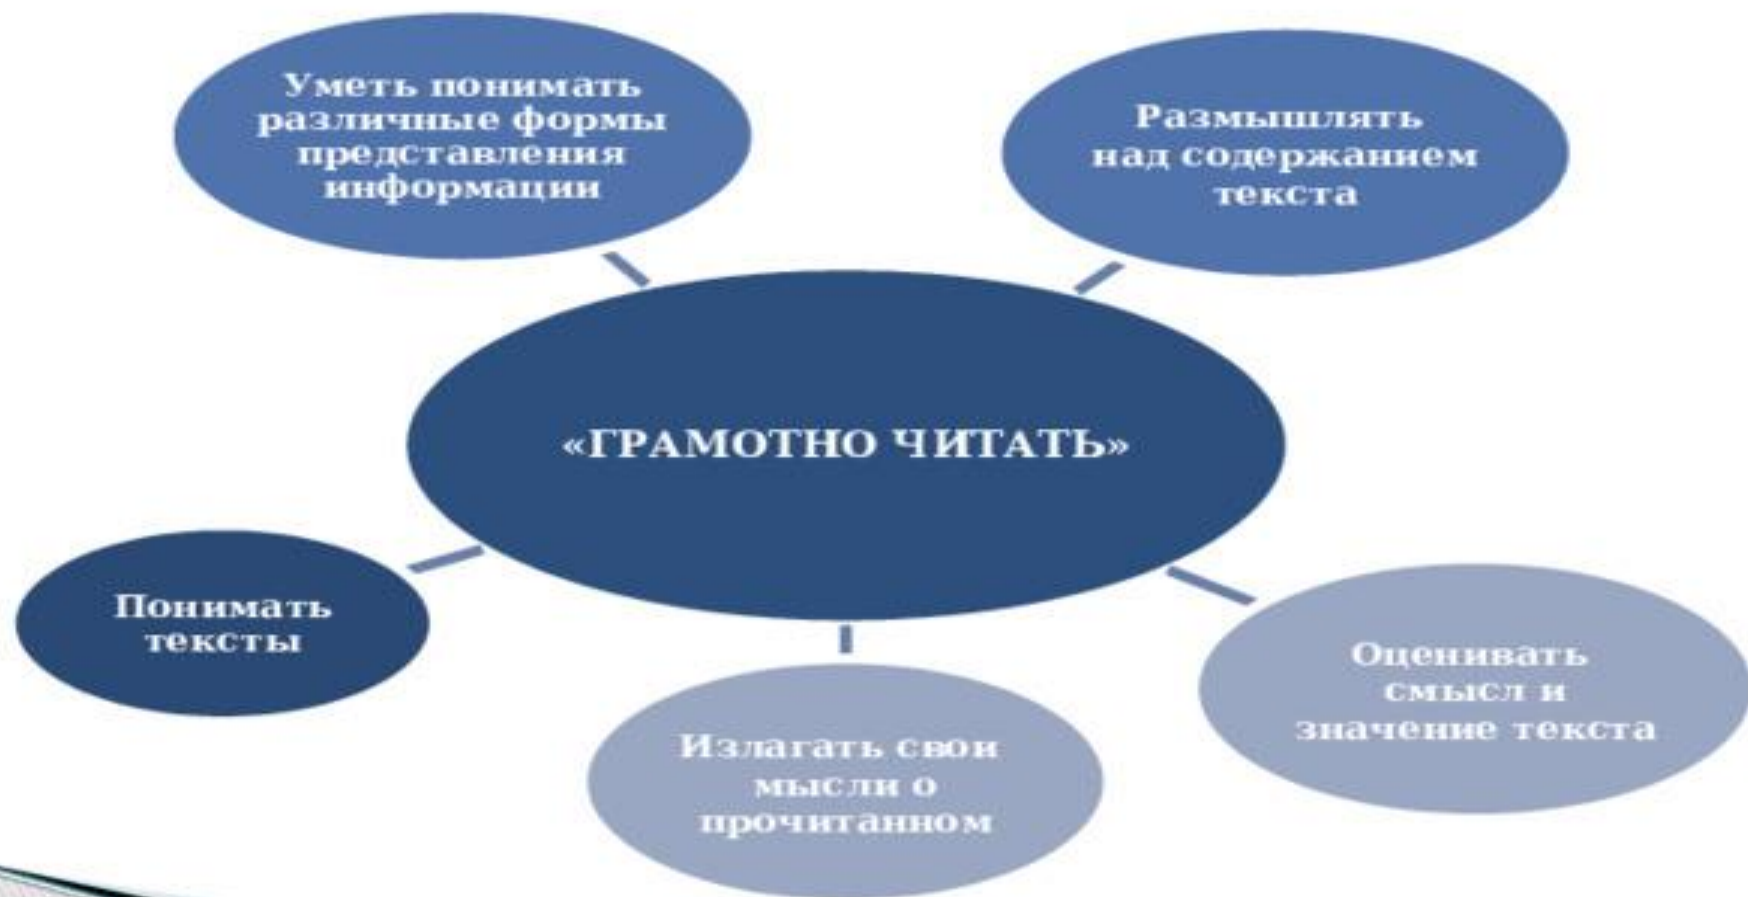 Уметь понимать
различные формы
представления
информации
Размышлять
над содержанием
текста
«ГРАМОТНО ЧИТАТЬ»
Понимать
тексты
Излагать свои
мысли о
прочитанном
Оценивать
смысл и
значение текста